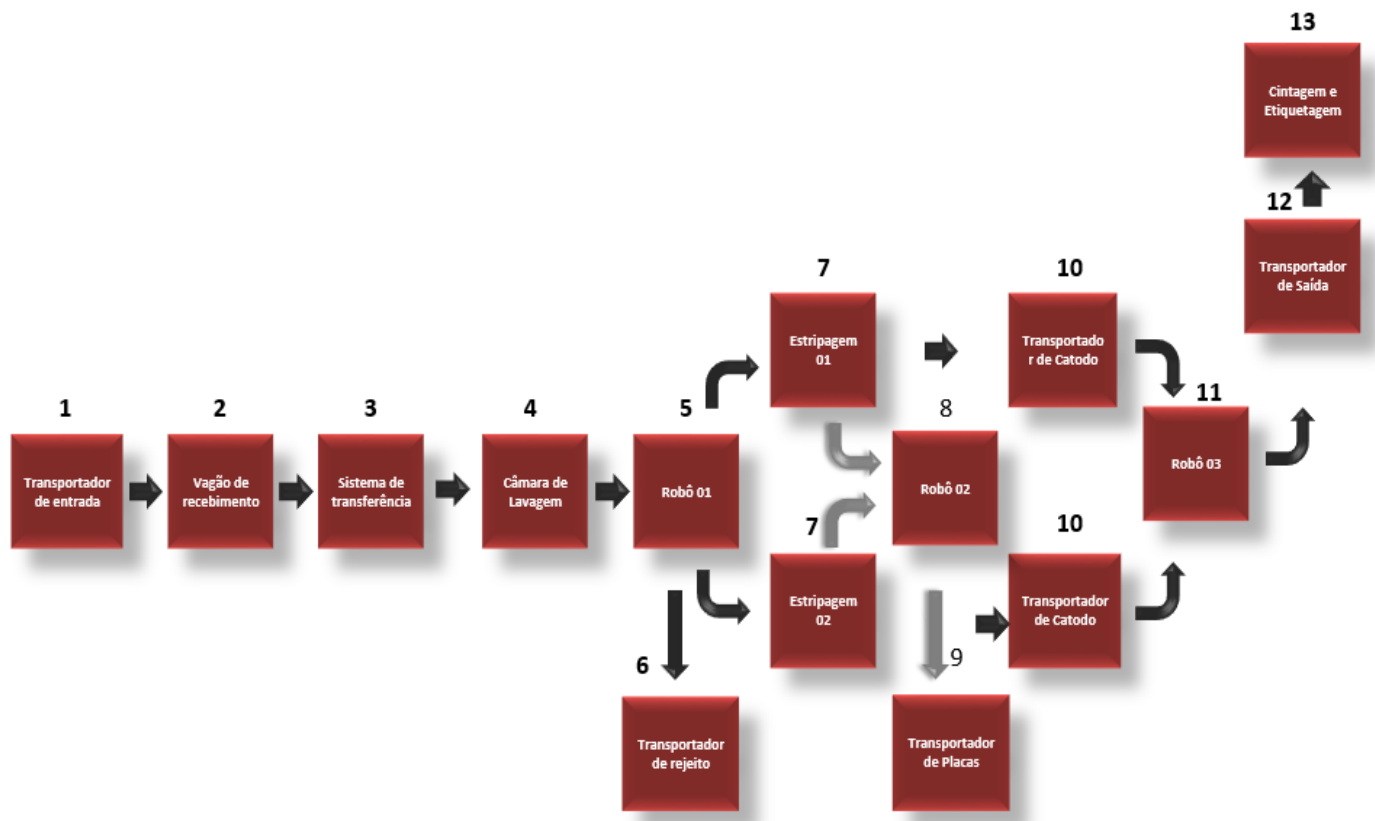 13
Cintagem e
Etiquetagem
12
Transportador
de Saída
7
Estripagem
01
10
Transportado
r de Catodo
1
Transportador
de entrada
2
Vagão de
recebimento
3
Sistema de
transferência
4
Câmara de
Lavagem
5
Robô 01
8
Robô 02
11
Robô 03
7
Estripagem
02
10
Transportador
de Catodo
6
Transportador
de rejeito
9
Transportador
de Placas